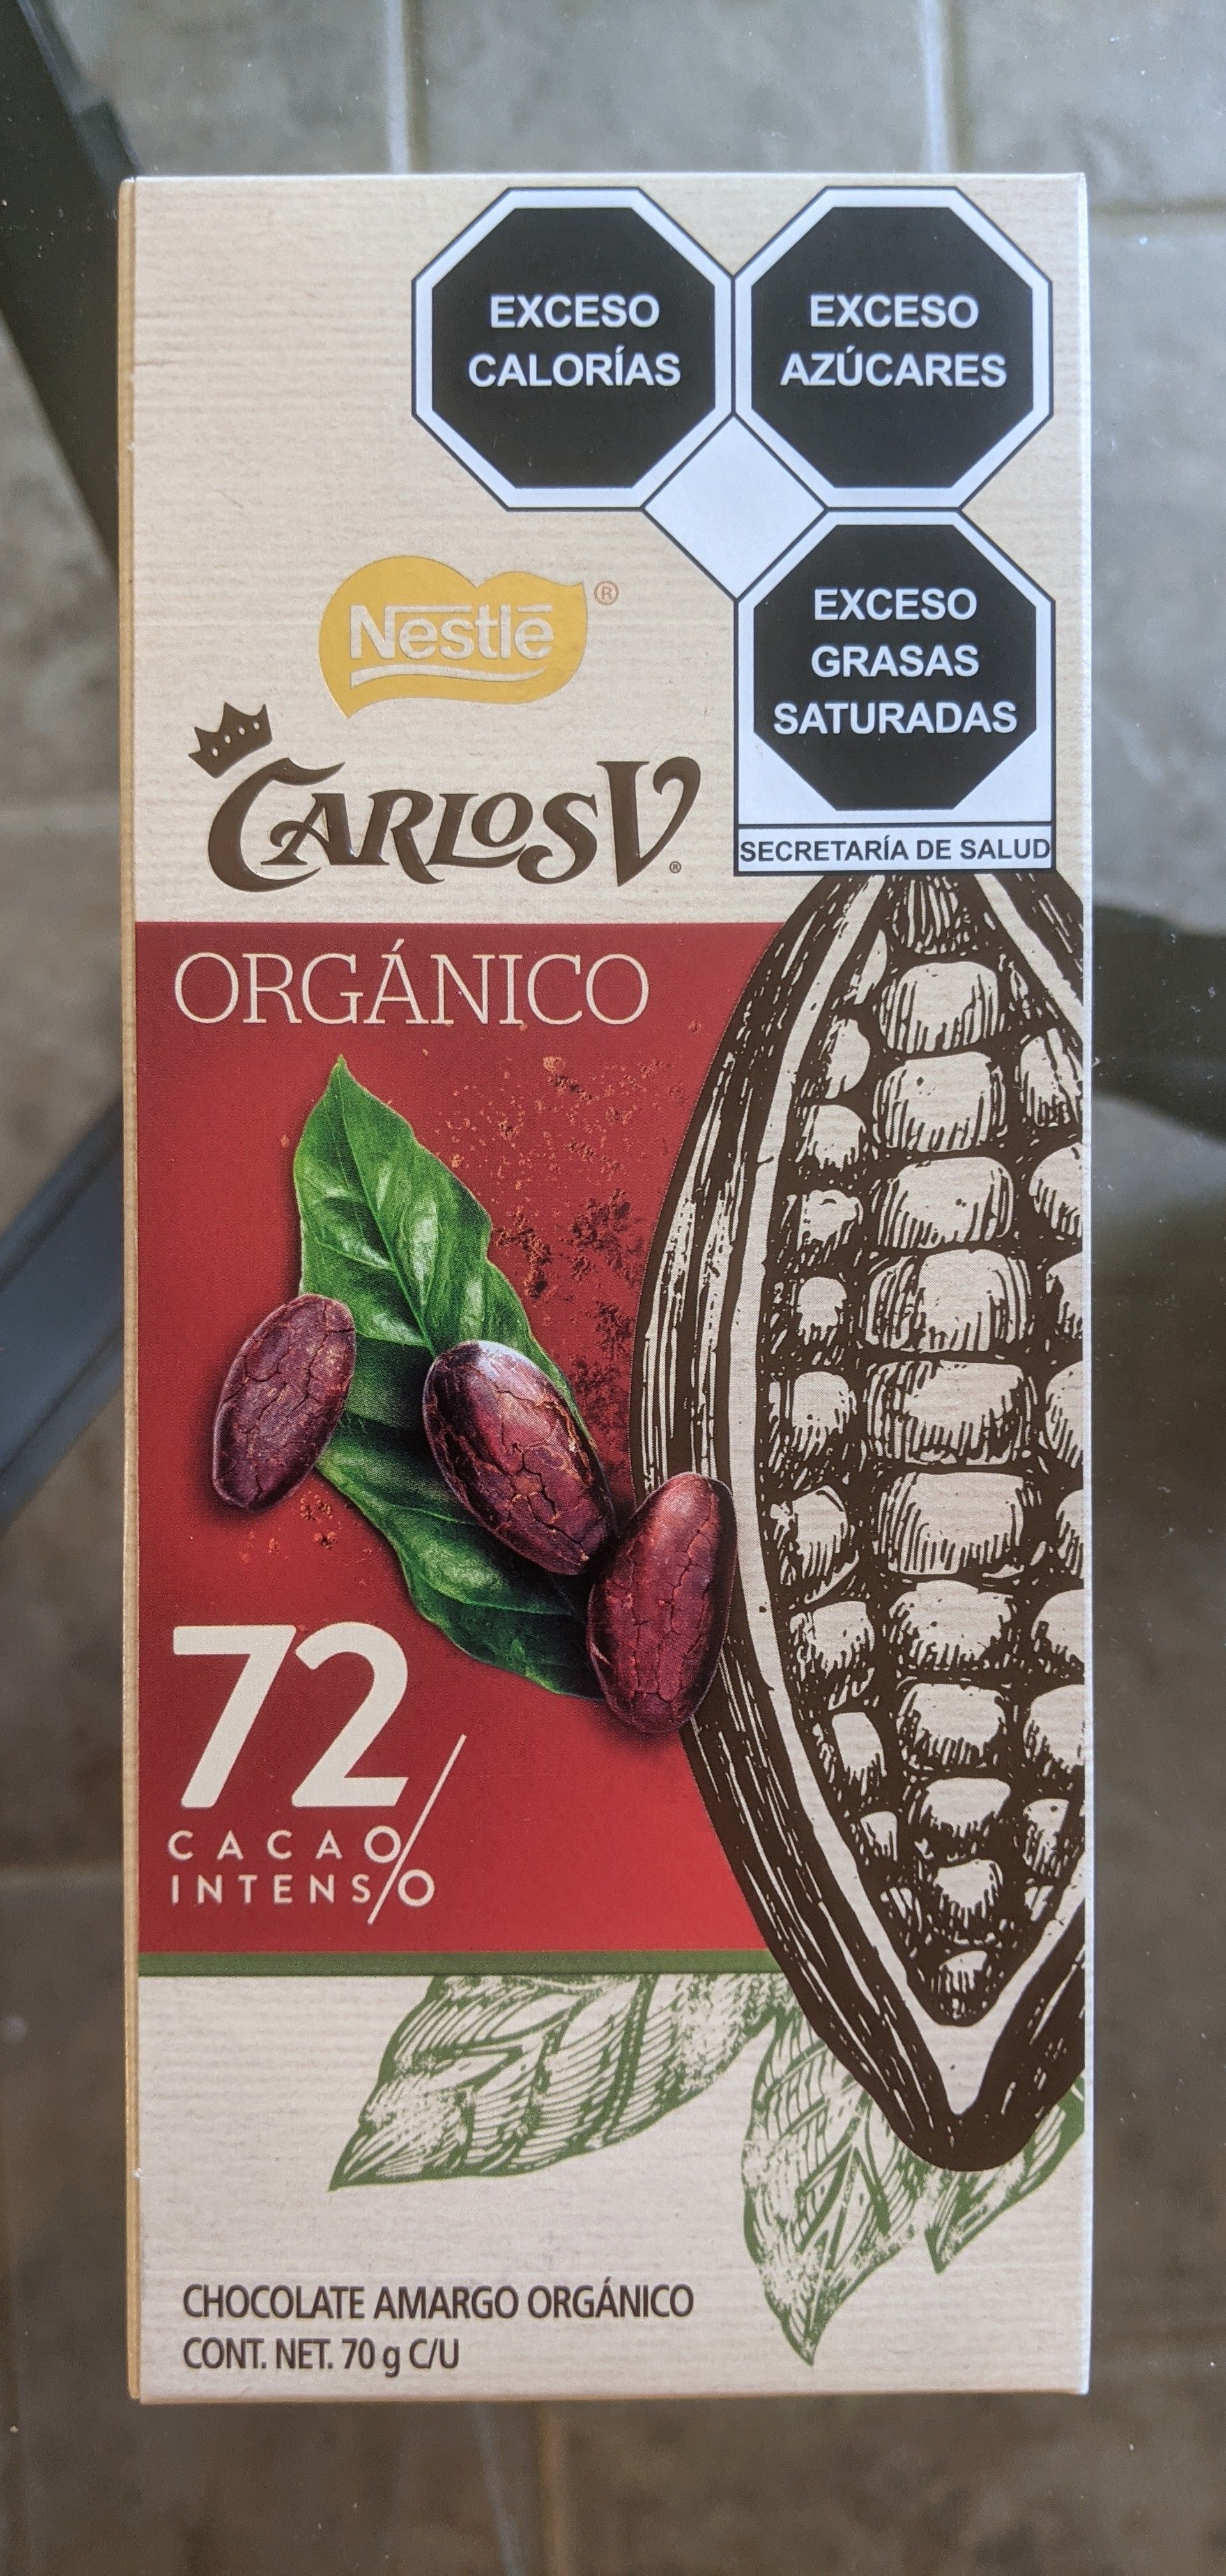 EXCESO
CALORÍAS
EXCESO
AZÚCARES
EXCESO
GRASAS
SATURADAS
SECRETARÍA DE SALUD
Nestlé ®
CARLOS V ®
ORGÁNICO
72%
CACAO
INTENSO
CHOCOLATE AMARGO ORGÁNICO
CONT. NET. 70 g C/U